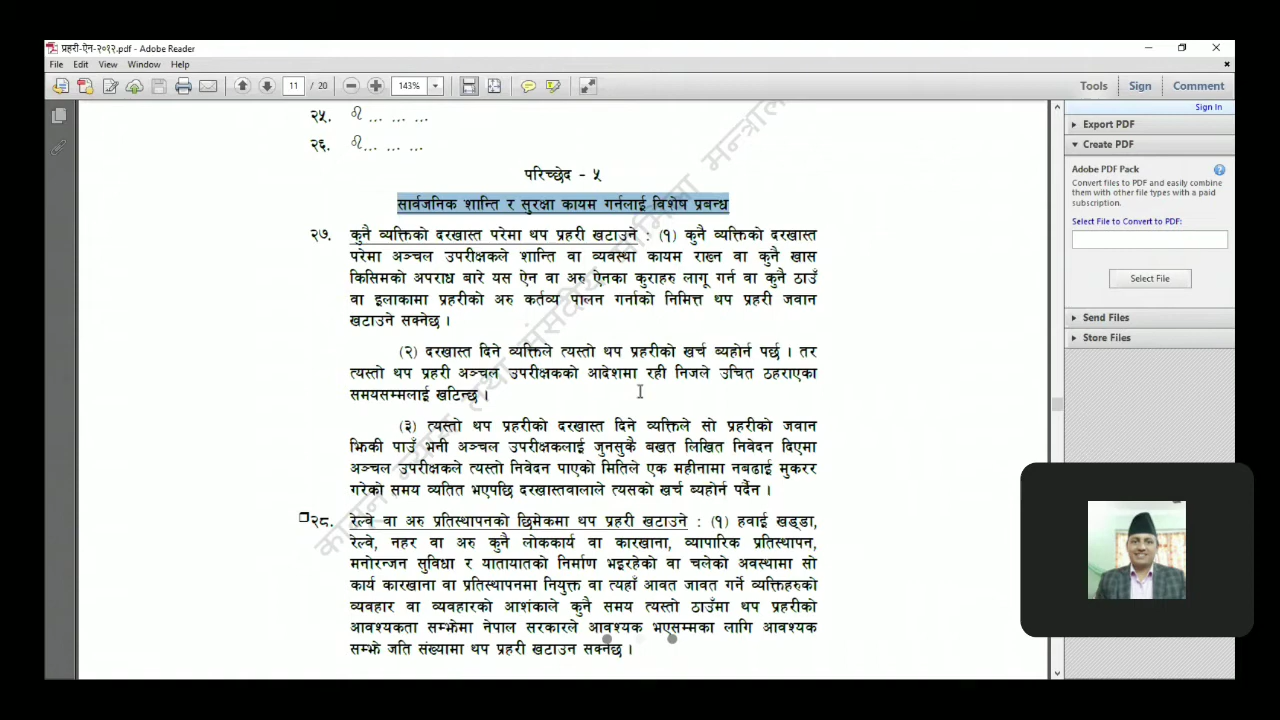 प्रहरी-ऐन-२०१२.pdf - Adobe Reader
File Edit View Window Help
11 / 20 143% Tools Sign Comment
Sign In
Export PDF
Create PDF
Adobe PDF Pack
Convert files to PDF and easily combine
them with other file types with a paid
subscription.
Select File to Convert to PDF:
Select File
Send Files
Store Files
२५. ... ... ...
२६. ... ... ...
परिच्छेद - ५
सार्वजनिक शान्ति र सुरक्षा कायम गर्नलाई विशेष प्रबन्ध
२७. कुनै व्यक्तिको दरखास्त परेमा थप प्रहरी खटाउने : (१) कुनै व्यक्तिको दरखास्त
परेमा अञ्चल उपरीक्षकले शान्ति वा व्यवस्था कायम राख्न वा कुनै खास
किसिमको अपराध बारे यस ऐन वा अरु ऐनका कुराहरु लागू गर्न वा कुनै ठाउँ
वा इलाकामा प्रहरीको अरु कर्तव्य पालन गर्नाको निमित्त थप प्रहरी जवान
खटाउने सक्नेछ ।
(२) दरखास्त दिने व्यक्तिले त्यस्तो थप प्रहरीको खर्च ब्यहोर्न पर्छ । तर
त्यस्तो थप प्रहरी अञ्चल उपरीक्षकको आदेशमा रही निजले उचित ठहराएका
समयसम्मलाई खटिन्छ ।
(३) त्यस्तो थप प्रहरीको दरखास्त दिने व्यक्तिले सो प्रहरीको जवान
झिकी पाउँ भनी अञ्चल उपरीक्षकलाई जुनसुकै बखत लिखित निवेदन दिएमा
अञ्चल उपरीक्षकले त्यस्तो निवेदन पाएको मितिले एक महीनामा नबढाई मुकरर
गरेको समय व्यतित भएपछि दरखास्तवालाले त्यसको खर्च ब्यहोर्न पर्दैन ।
२८. रेल्वे वा अरु प्रतिस्थापनको छिमेकमा थप प्रहरी खटाउने : (१) हवाई खड्डा,
रेल्वे, नहर वा अरु कुनै लोककार्य वा कारखाना, व्यापारिक प्रतिस्थापन,
मनोरन्जन सुविधा र यातायातको निर्माण भइरहेको वा चलेको अवस्थामा सो
कार्य कारखाना वा प्रतिस्थापनमा नियुक्त वा त्यहाँ आवत जावत गर्ने व्यक्तिहरुको
व्यवहार वा व्यवहारको आशंकाले कुनै समय त्यस्तो ठाउँमा थप प्रहरीको
आवश्यकता सम्झेमा नेपाल सरकारले आवश्यक भएसम्मका लागि आवश्यक
सम्झे जति संख्यामा थप प्रहरी खटाउन सक्नेछ ।